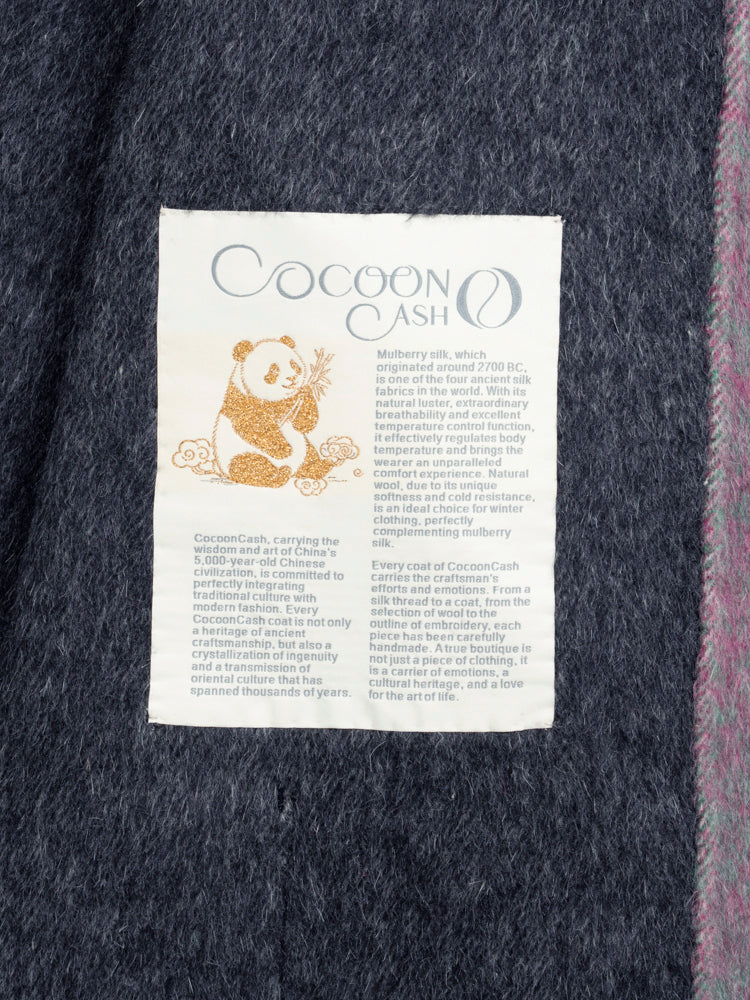 COCOON
CASH
Mulberry silk, which
originated around 2700 BC,
is one of the four ancient silk
fabrics in the world. With its
natural luster, extraordinary
breathability and excellent
temperature control function,
it effectively regulates body
temperature and brings the
wearer an unparalleled
comfort experience. Natural
wool, due to its unique
softness and cold resistance,
is an ideal choice for winter
clothing, perfectly
complementing mulberry
silk.
CocoonCash, carrying the
wisdom and art of China's
5,000-year-old Chinese
civilization, is committed to
perfectly integrating
traditional culture with
modern fashion. Every
CocoonCash coat is not only
a heritage of ancient
craftsmanship, but also a
crystallization of ingenuity
and a transmission of
oriental culture that has
spanned thousands of years.
Every coat of CocoonCash
carries the craftsman's
efforts and emotions. From a
silk thread to a coat, from the
selection of wool to the
outline of embroidery, each
piece has been carefully
handmade. A true boutique is
not just a piece of clothing, it
is a carrier of emotions, a
cultural heritage, and a love
for the art of life.